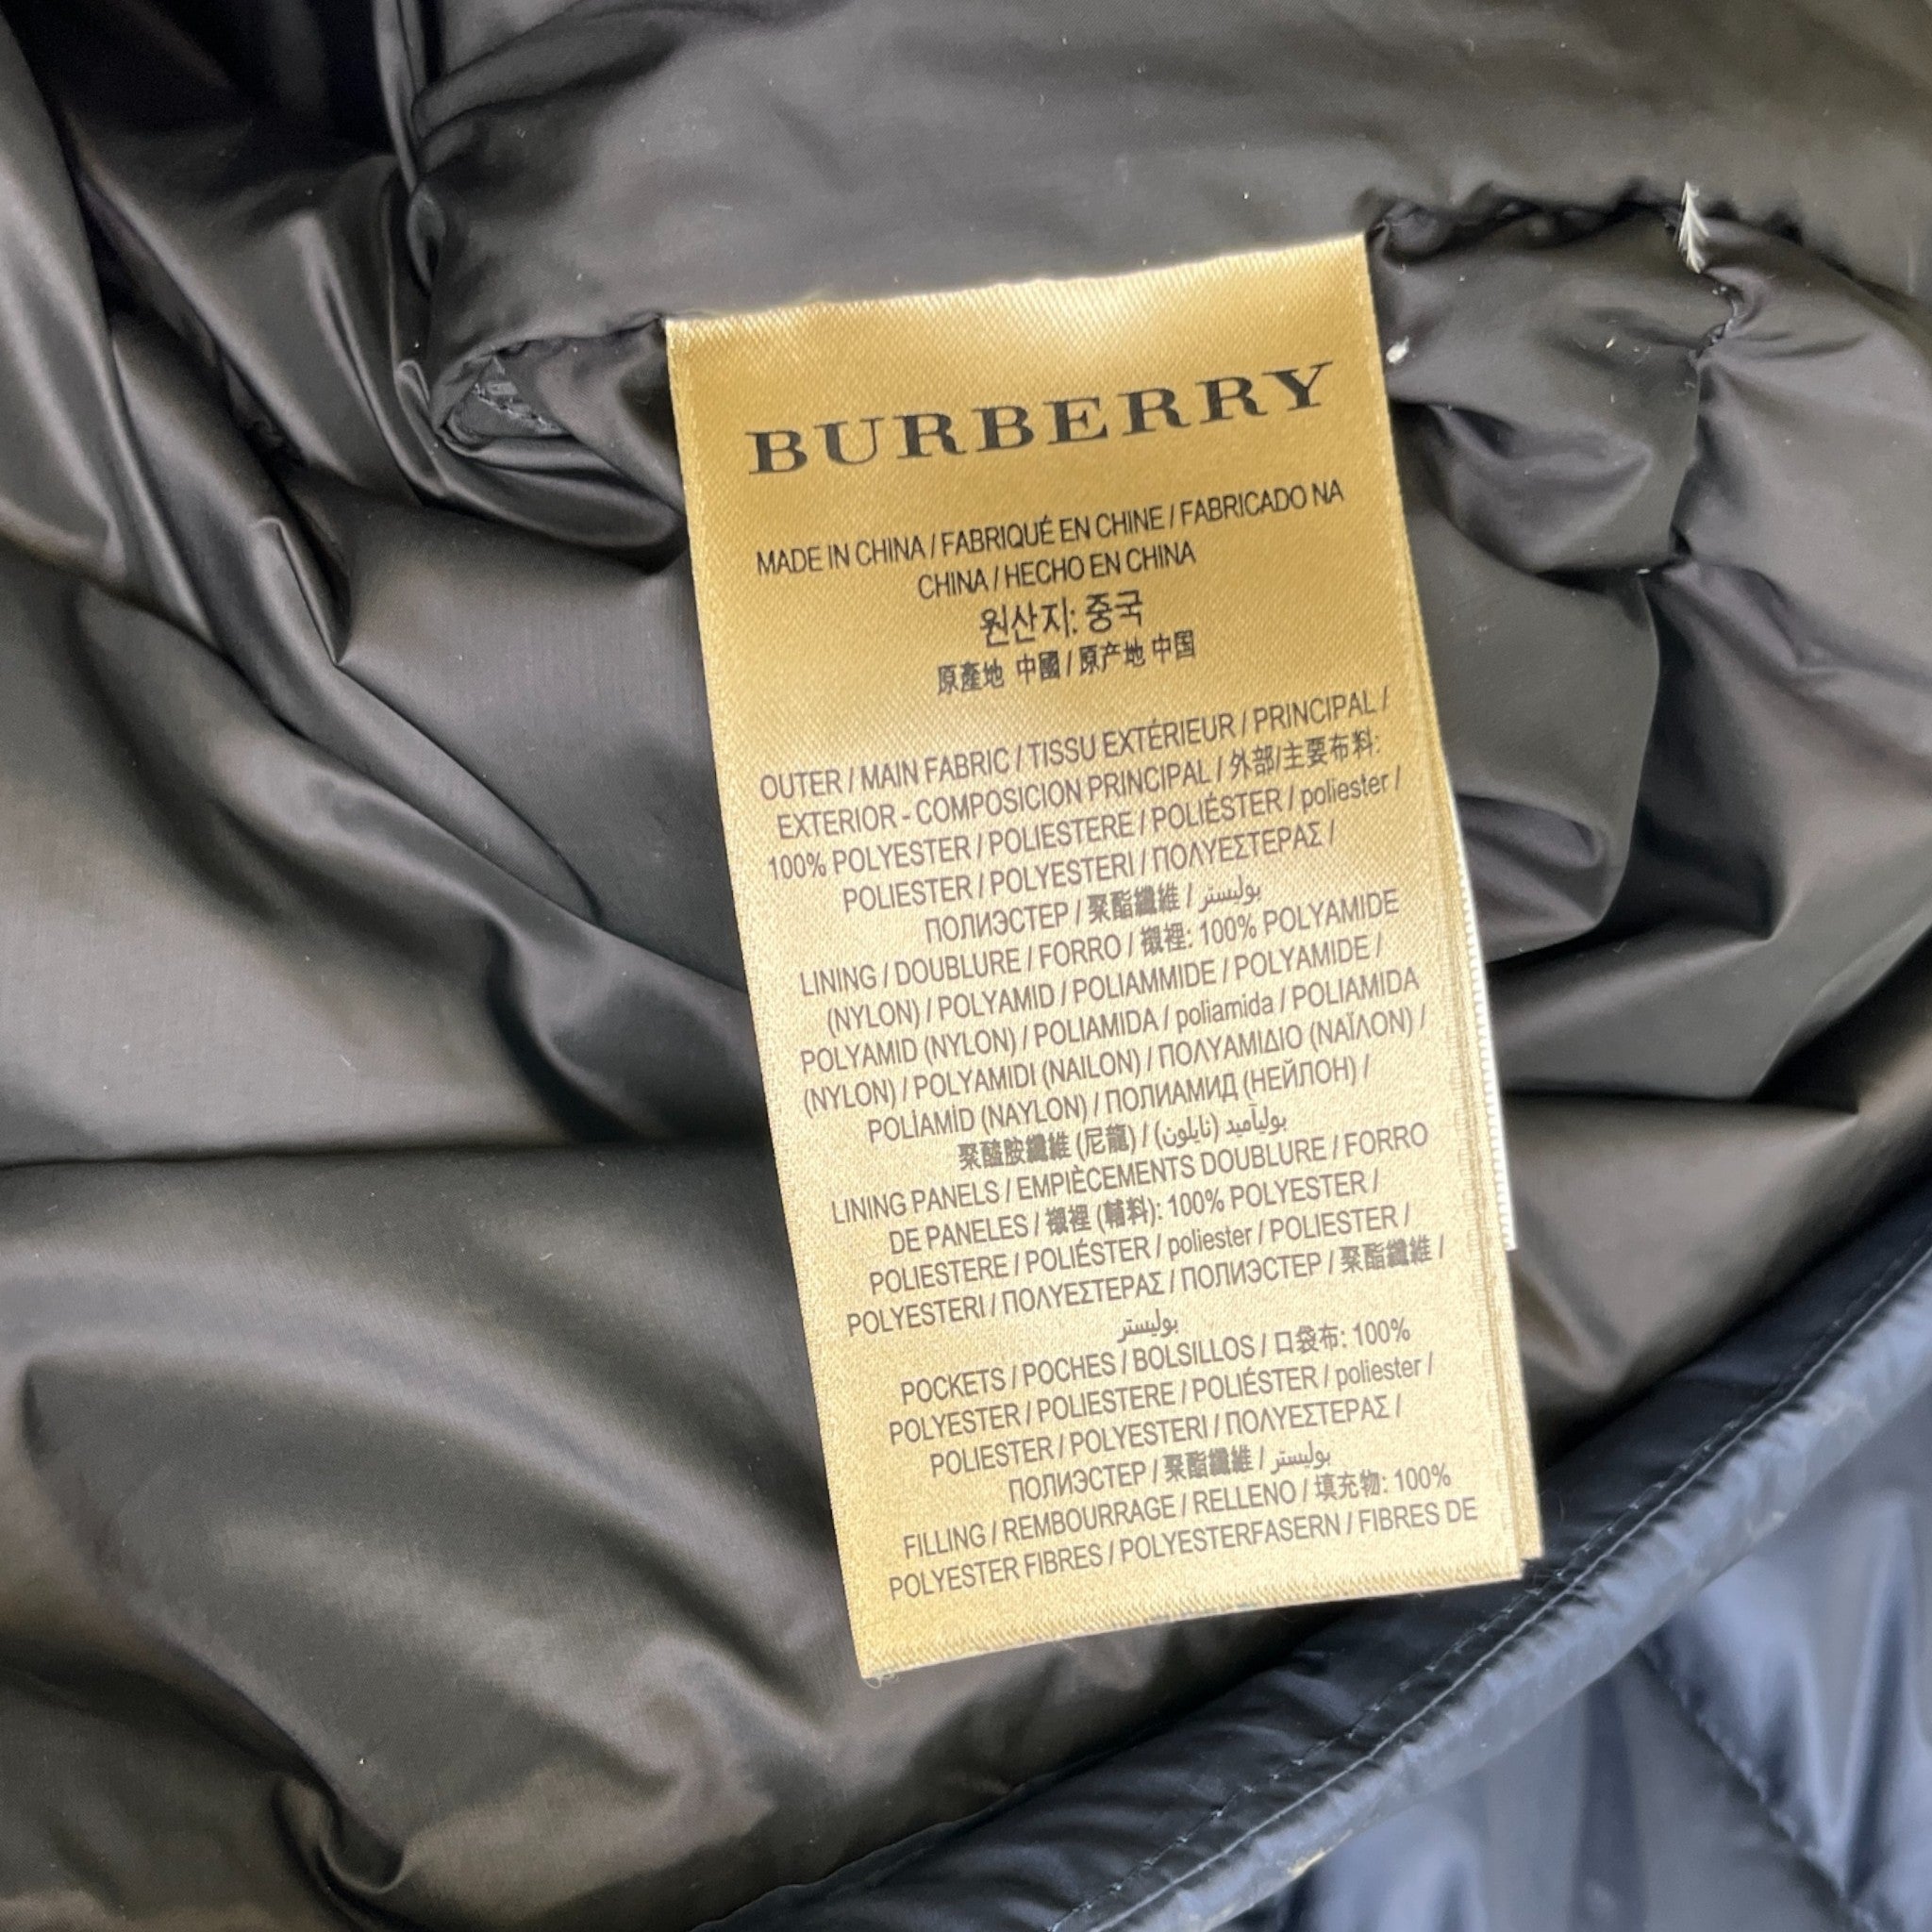 BURBERRY
MADE IN CHINA / FABRIQUÉ EN CHINE / FABRICADO NA
CHINA / HECHO EN CHINA
원산지: 중국
原產地 中國 / 原产地 中国
OUTER / MAIN FABRIC / TISSU EXTÉRIEUR / PRINCIPAL /
EXTERIOR - COMPOSICION PRINCIPAL / 外部/主要布料:
100% POLYESTER / POLIESTERE / POLIÉSTER / poliester /
POLIESTER / POLYESTERI / ΠΟΛΥΕΣΤΕΡΑΣ /
ПОЛИЭСТЕР / 聚酯纖維 / بوليستر
LINING / DOUBLURE / FORRO / 襯裡: 100% POLYAMIDE
(NYLON) / POLYAMID / POLIAMMIDE / POLYAMIDE /
POLYAMID (NYLON) / POLIAMIDA / poliamida / POLIAMIDA
(NYLON) / POLYAMIDI (NAILON) / ΠΟΛΥΑΜΙΔΙΟ (ΝΑΪΛΟΝ) /
POLİAMİD (NAYLON) / ПОЛИАМИД (НЕЙЛОН) /
聚醯胺纖維 (尼龍) / بولیآمید (نایلون)
LINING PANELS / EMPIÈCEMENTS DOUBLURE / FORRO
DE PANELES / 襯裡 (輔料): 100% POLYESTER /
POLIESTERE / POLIÉSTER / poliester / POLIESTER /
POLYESTERI / ΠΟΛΥΕΣΤΕΡΑΣ / ПОЛИЭСТЕР / 聚酯纖維 /
بوليستر
POCKETS / POCHES / BOLSILLOS / 口袋布: 100%
POLYESTER / POLIESTERE / POLIÉSTER / poliester /
POLIESTER / POLYESTERI / ΠΟΛΥΕΣΤΕΡΑΣ /
ПОЛИЭСТЕР / 聚酯纖維 / بوليستر
FILLING / REMBOURRAGE / RELLENO / 填充物: 100%
POLYESTER FIBRES / POLYESTERFASERN / FIBRES DE